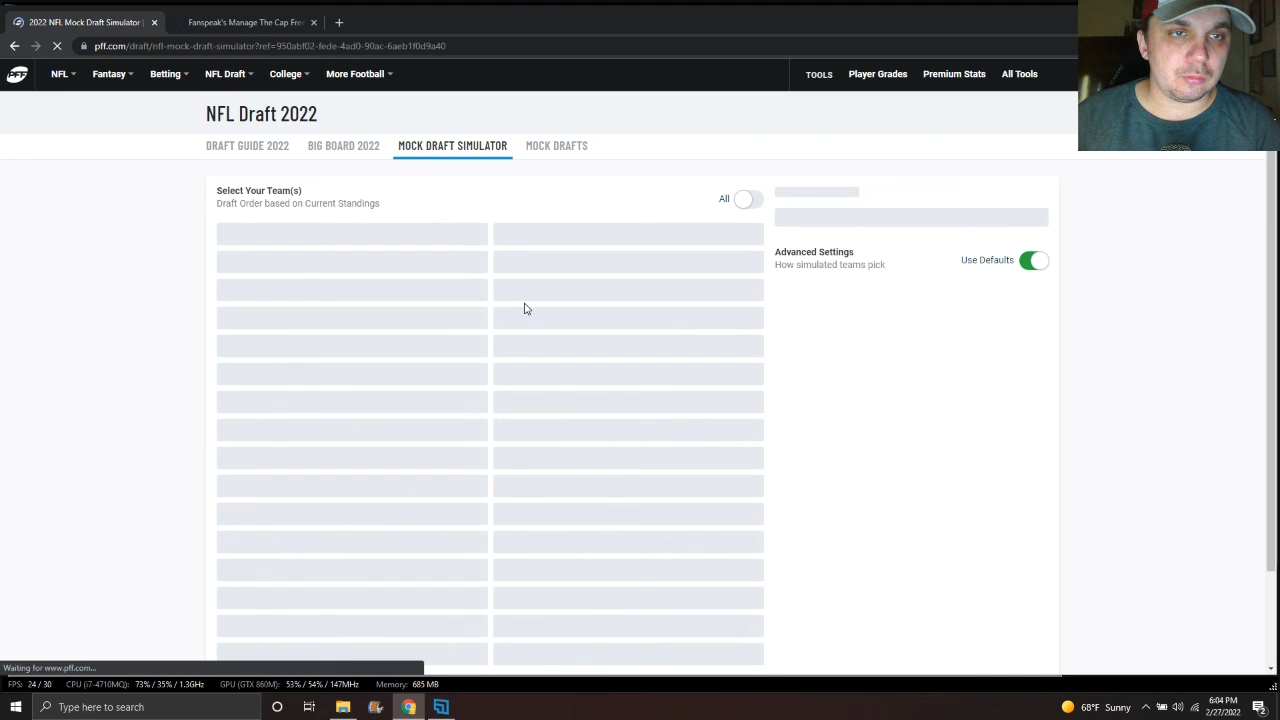 2022 NFL Mock Draft Simulator |
Fanspeak's Manage The Cap Free
pff.com/draft/nfl-mock-draft-simulator?ref=950abf02-fede-4ad0-90ac-6aeb1f0d9a40
PFF NFL Fantasy Betting NFL Draft College More Football TOOLS Player Grades Premium Stats All Tools
NFL Draft 2022
DRAFT GUIDE 2022 BIG BOARD 2022 MOCK DRAFT SIMULATOR MOCK DRAFTS
Select Your Team(s)
Draft Order based on Current Standings
All
Advanced Settings
How simulated teams pick
Use Defaults
Waiting for www.pff.com...
FPS: 24 / 30 CPU (i7-4710MQ): 73% / 35% / 1.3GHz GPU (GTX 860M): 53% / 54% / 147MHz Memory: 685 MB
Type here to search
68°F Sunny
6:04 PM
2/27/2022
2